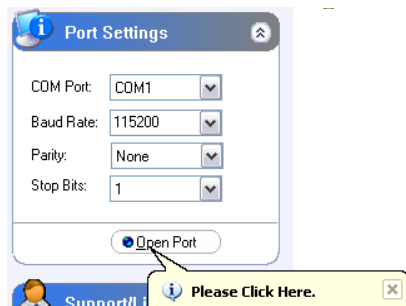 Port Settings
COM Port: COM1
Baud Rate: 115200
Parity: None
Stop Bits: 1
Open Port
Please Click Here.